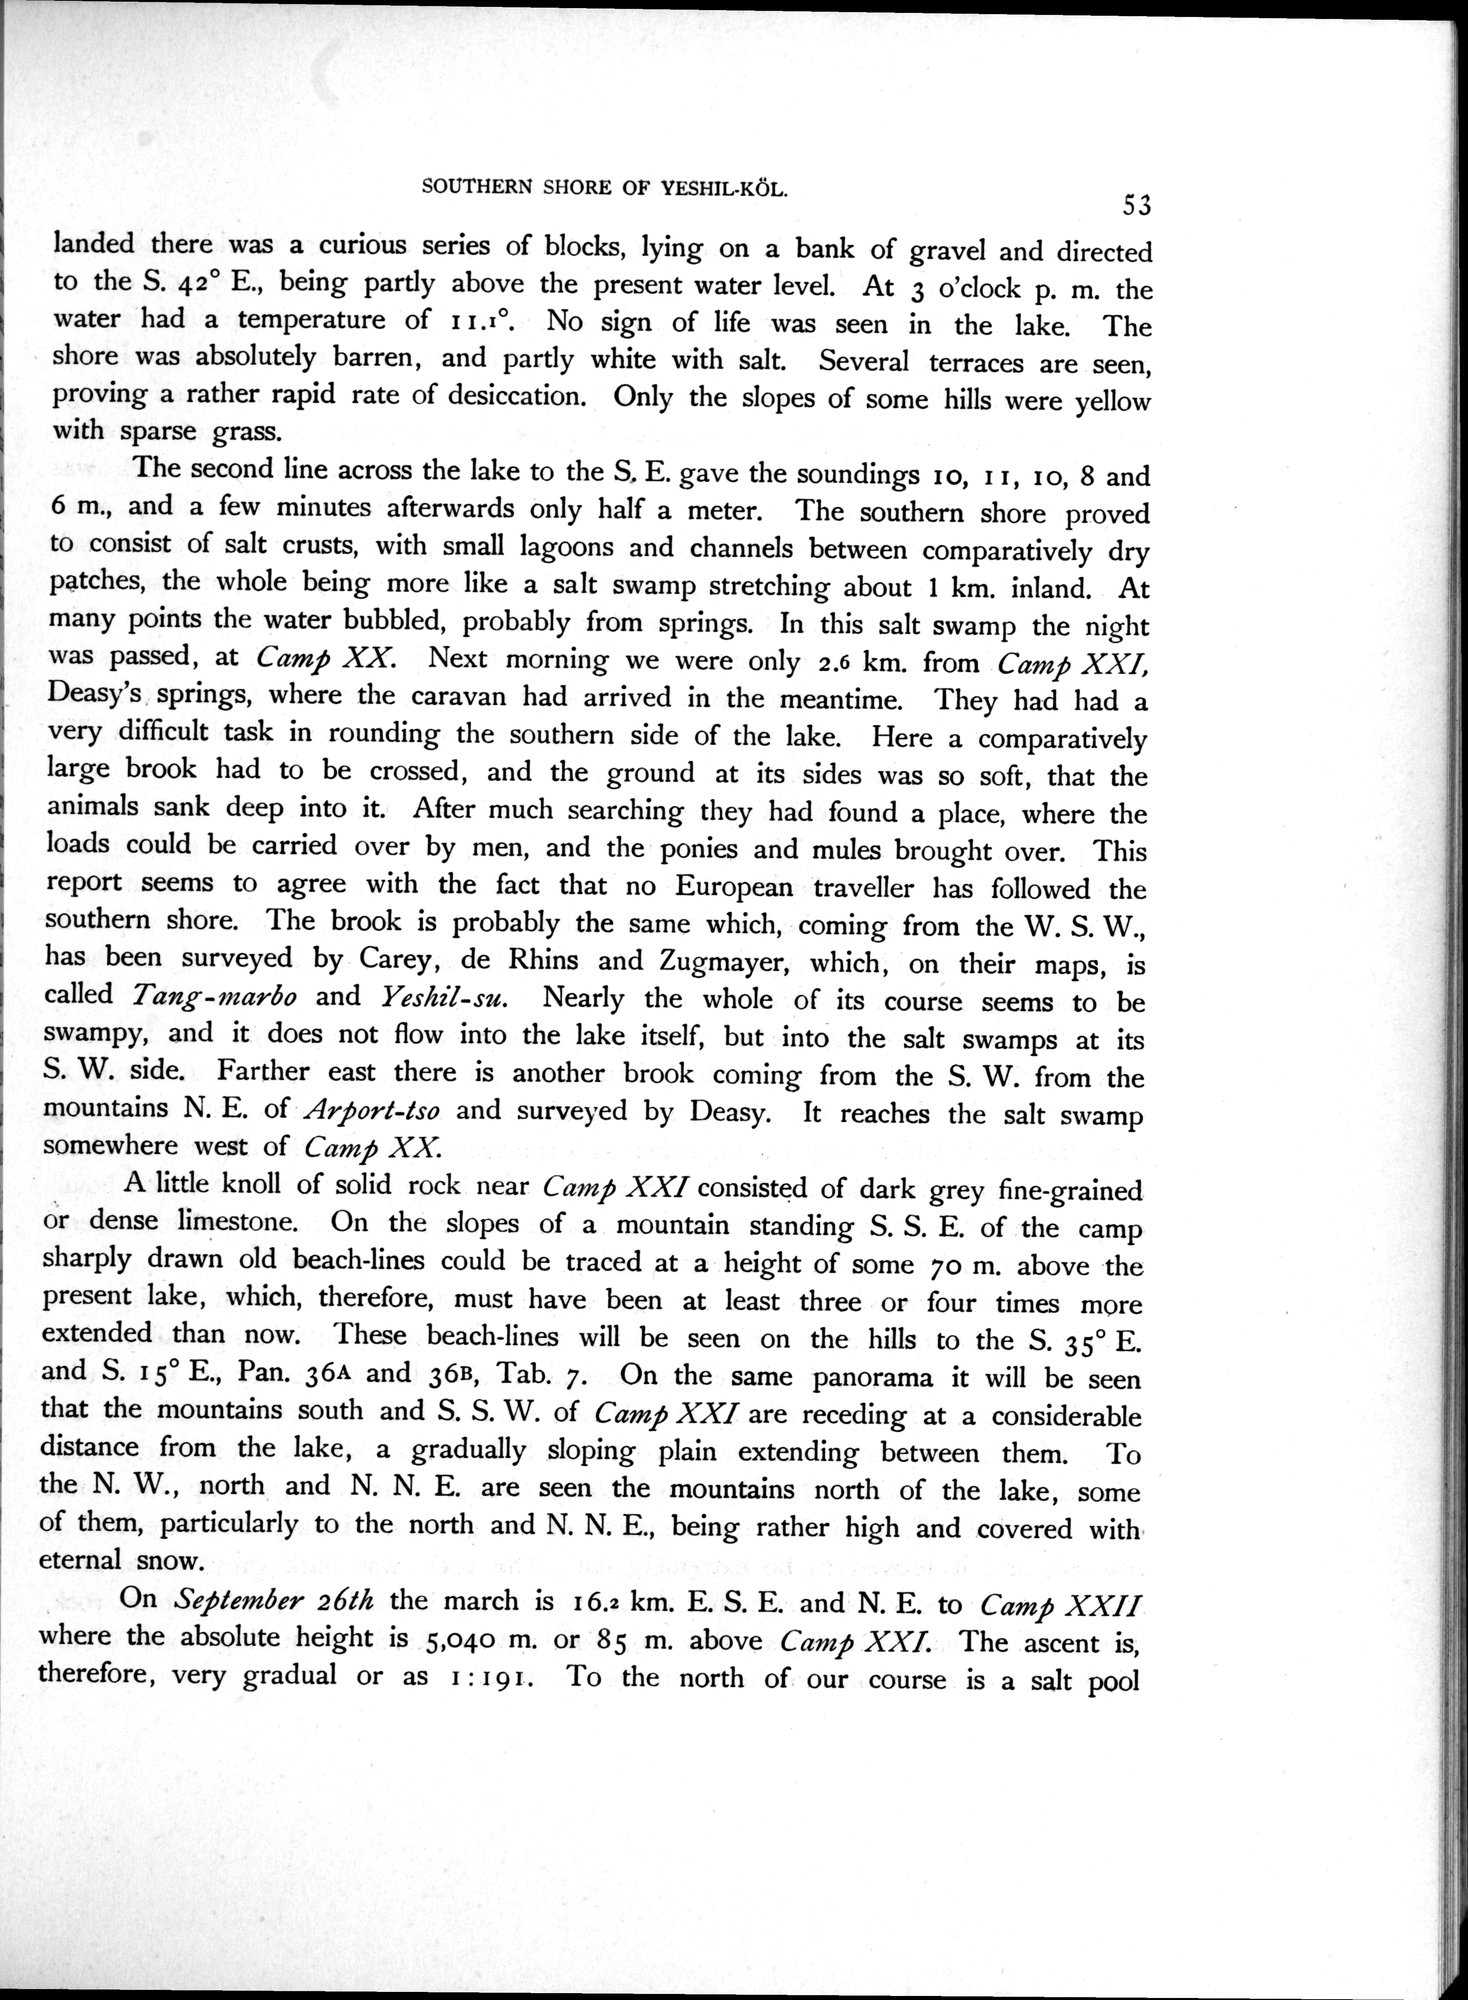 SOUTHERN SHORE OF YESHIL-KÖL.
53
landed there was a curious series of blocks, lying on a bank of gravel and directed
to the S. 42° E., being partly above the present water level. At 3 o'clock p. m. the
water had a temperature of 11.1°. No sign of life was seen in the lake. The
shore was absolutely barren, and partly white with salt. Several terraces are seen,
proving a rather rapid rate of desiccation. Only the slopes of some hills were yellow
with sparse grass.
The second line across the lake to the S. E. gave the soundings 10, 11, 10, 8 and
6 m., and a few minutes afterwards only half a meter. The southern shore proved
to consist of salt crusts, with small lagoons and channels between comparatively dry
patches, the whole being more like a salt swamp stretching about 1 km. inland. At
many points the water bubbled, probably from springs. In this salt swamp the night
was passed, at Camp XX. Next morning we were only 2.6 km. from Camp XXI,
Deasy's springs, where the caravan had arrived in the meantime. They had had a
very difficult task in rounding the southern side of the lake. Here a comparatively
large brook had to be crossed, and the ground at its sides was so soft, that the
animals sank deep into it. After much searching they had found a place, where the
loads could be carried over by men, and the ponies and mules brought over. This
report seems to agree with the fact that no European traveller has followed the
southern shore. The brook is probably the same which, coming from the W. S. W.,
has been surveyed by Carey, de Rhins and Zugmayer, which, on their maps, is
called Tang-marbo and Yeshil-su. Nearly the whole of its course seems to be
swampy, and it does not flow into the lake itself, but into the salt swamps at its
S. W. side. Farther east there is another brook coming from the S. W. from the
mountains N. E. of Arport-tso and surveyed by Deasy. It reaches the salt swamp
somewhere west of Camp XX.
A little knoll of solid rock near Camp XXI consisted of dark grey fine-grained
or dense limestone. On the slopes of a mountain standing S. S. E. of the camp
sharply drawn old beach-lines could be traced at a height of some 70 m. above the
present lake, which, therefore, must have been at least three or four times more
extended than now. These beach-lines will be seen on the hills to the S. 35° E.
and S. 15° E., Pan. 36A and 36B, Tab. 7. On the same panorama it will be seen
that the mountains south and S. S. W. of Camp XXI are receding at a considerable
distance from the lake, a gradually sloping plain extending between them. To
the N. W., north and N. N. E. are seen the mountains north of the lake, some
of them, particularly to the north and N. N. E., being rather high and covered with
eternal snow.
On September 26th the march is 16.2 km. E. S. E. and N. E. to Camp XXII
where the absolute height is 5,040 m. or 85 m. above Camp XXI. The ascent is,
therefore, very gradual or as 1:191. To the north of our course is a salt pool